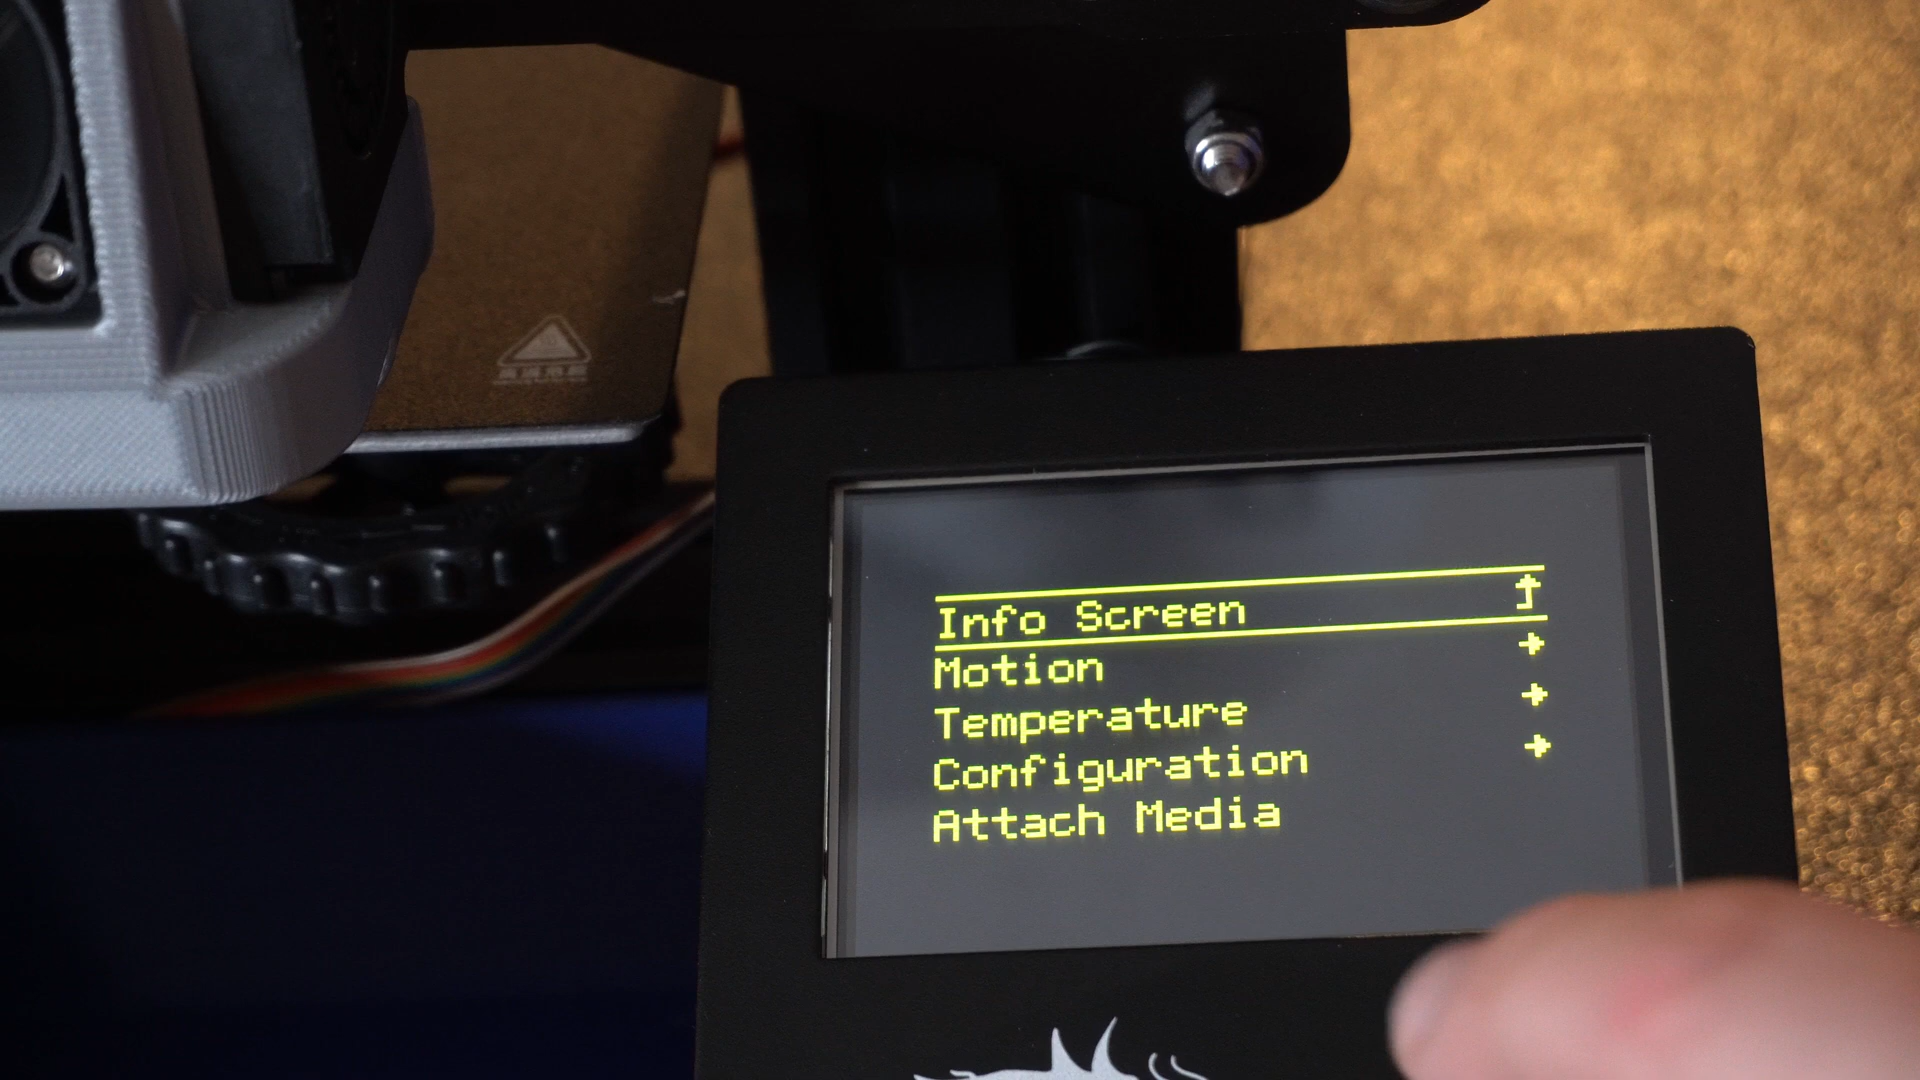 Info Screen
Motion
Temperature
Configuration
Attach Media